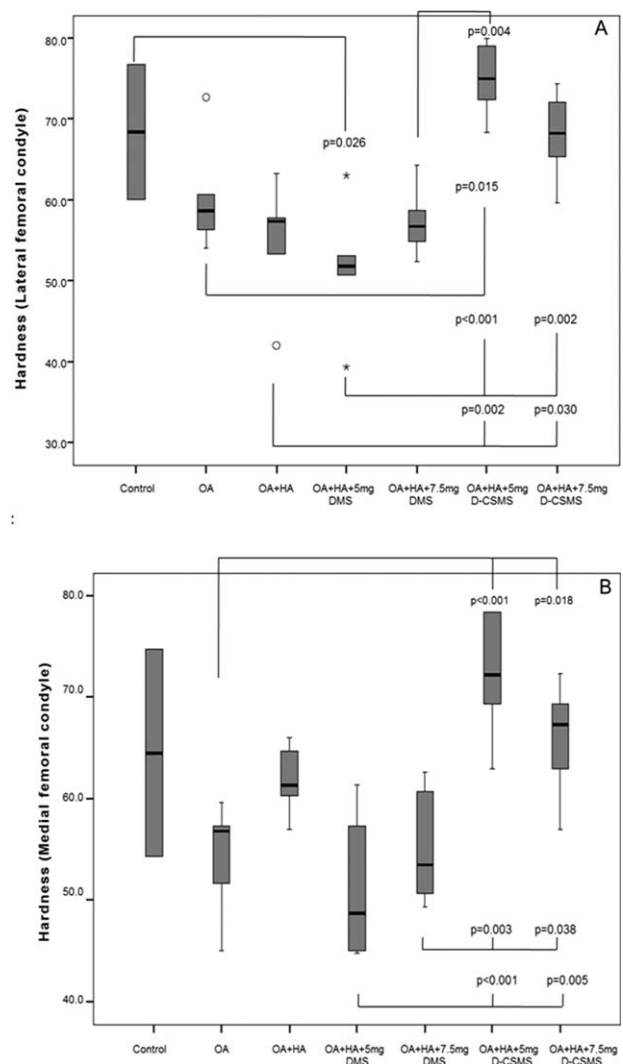 A
Hardness (Lateral femoral condyle)
80.0
70.0
60.0
50.0
40.0
30.0
p=0.004
p=0.026
p=0.015
p<0.001 p=0.002
p=0.002 p=0.030
Control OA OA+HA OA+HA+5mg DMS OA+HA+7.5mg DMS OA+HA+5mg D-CSMS OA+HA+7.5mg D-CSMS
:
B
Hardness (Medial femoral condyle)
80.0
70.0
60.0
50.0
40.0
p<0.001 p=0.018
p=0.003 p=0.038
p<0.001 p=0.005
Control OA OA+HA OA+HA+5mg DMS OA+HA+7.5mg DMS OA+HA+5mg D-CSMS OA+HA+7.5mg D-CSMS